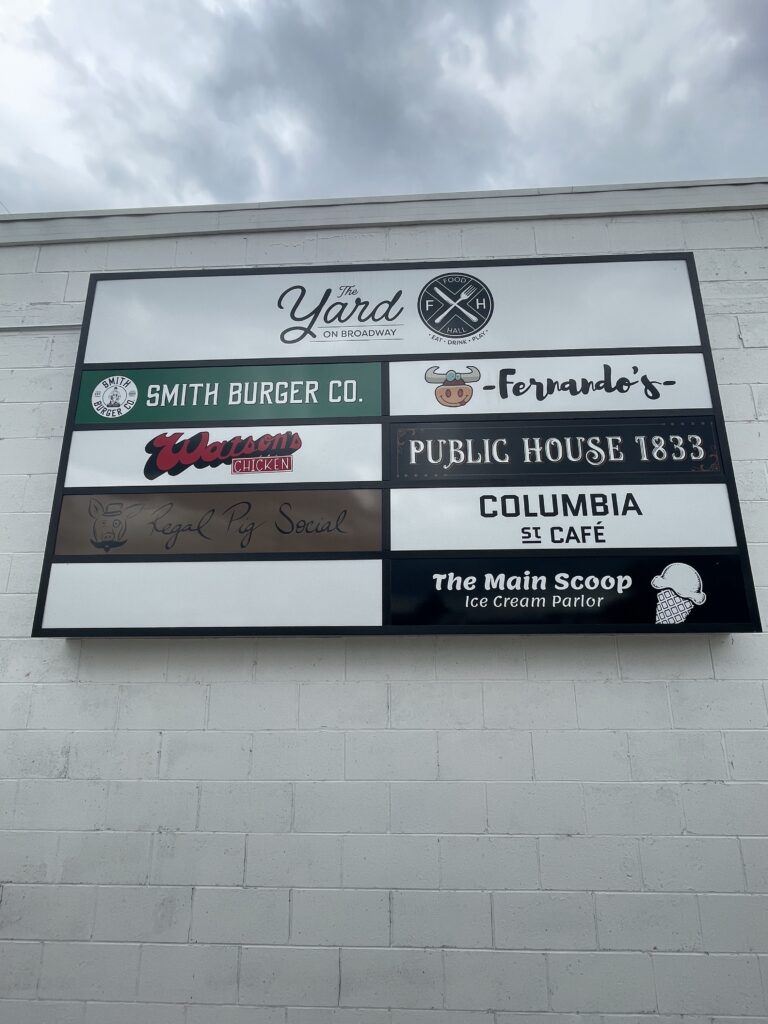 The
Yard
ON BROADWAY
FOOD
F H
HALL
• EAT • DRINK • PLAY •
SMITH
BURGER CO
SMITH BURGER CO.
-Fernando's-
Watson's
CHICKEN
PUBLIC HOUSE 1833
Regal Pig Social
COLUMBIA
ST CAFÉ
The Main Scoop
Ice Cream Parlor